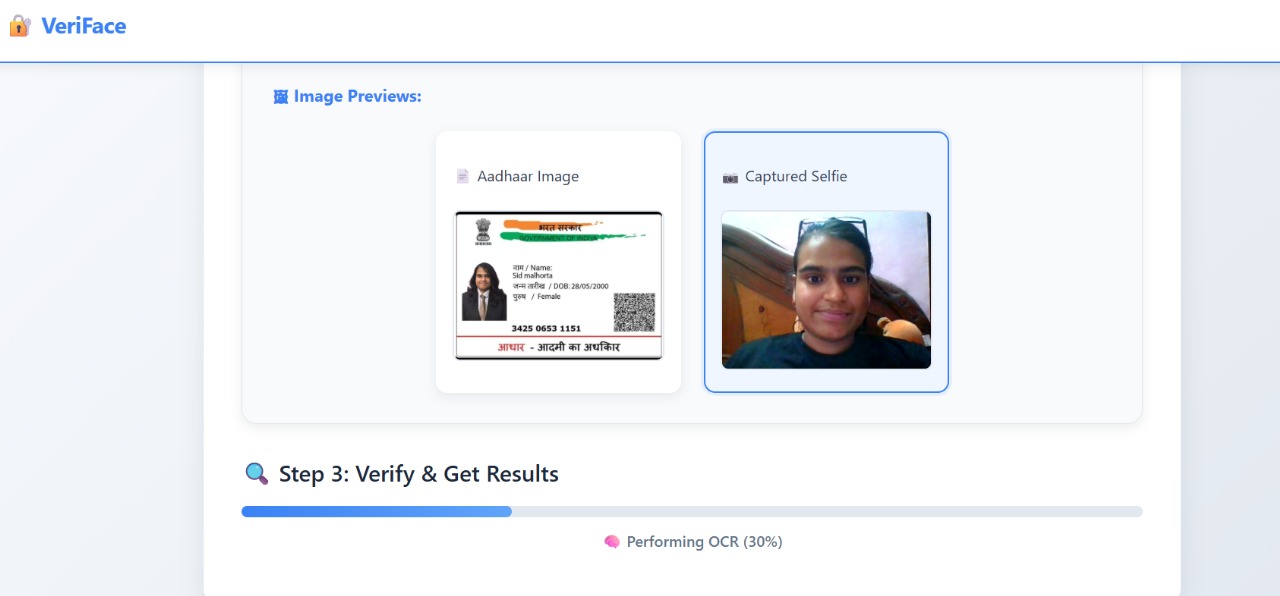 VeriFace
Image Previews:
Aadhaar Image
Captured Selfie
भारत सरकार
GOVERNMENT OF INDIA
नाम / Name:
Sid malhorta
जन्म तारीख / DOB: 28/05/2000
पुरुष / Female
3425 0653 1151
आधार - आदमी का अधिकार
Step 3: Verify & Get Results
Performing OCR (30%)